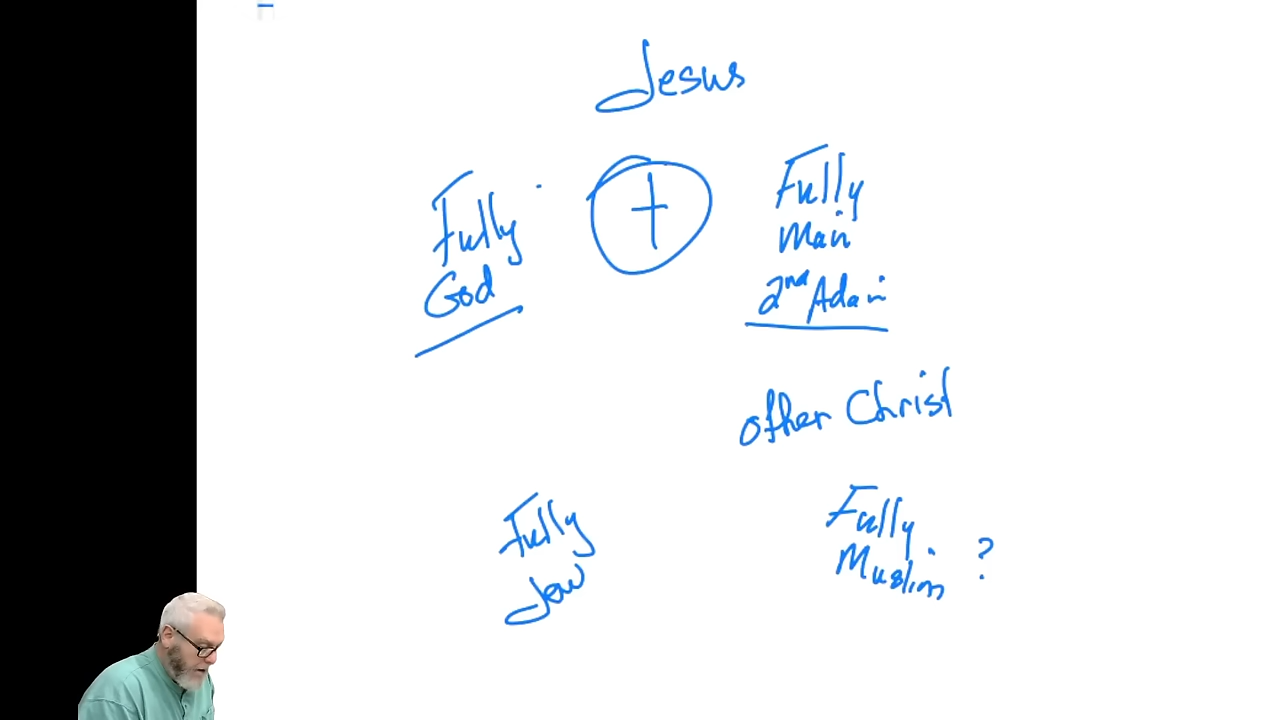 Jesus
Fully
God
Fully
Man
2nd Adam
other Christ
Fully
Jew
Fully
Muslim ?